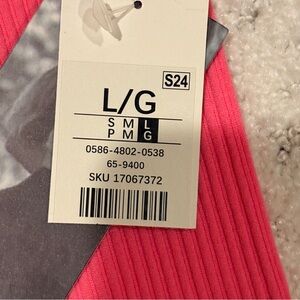 S24
L/G
S M L
P M G
0586-4802-0538
65-9400
SKU 17067372